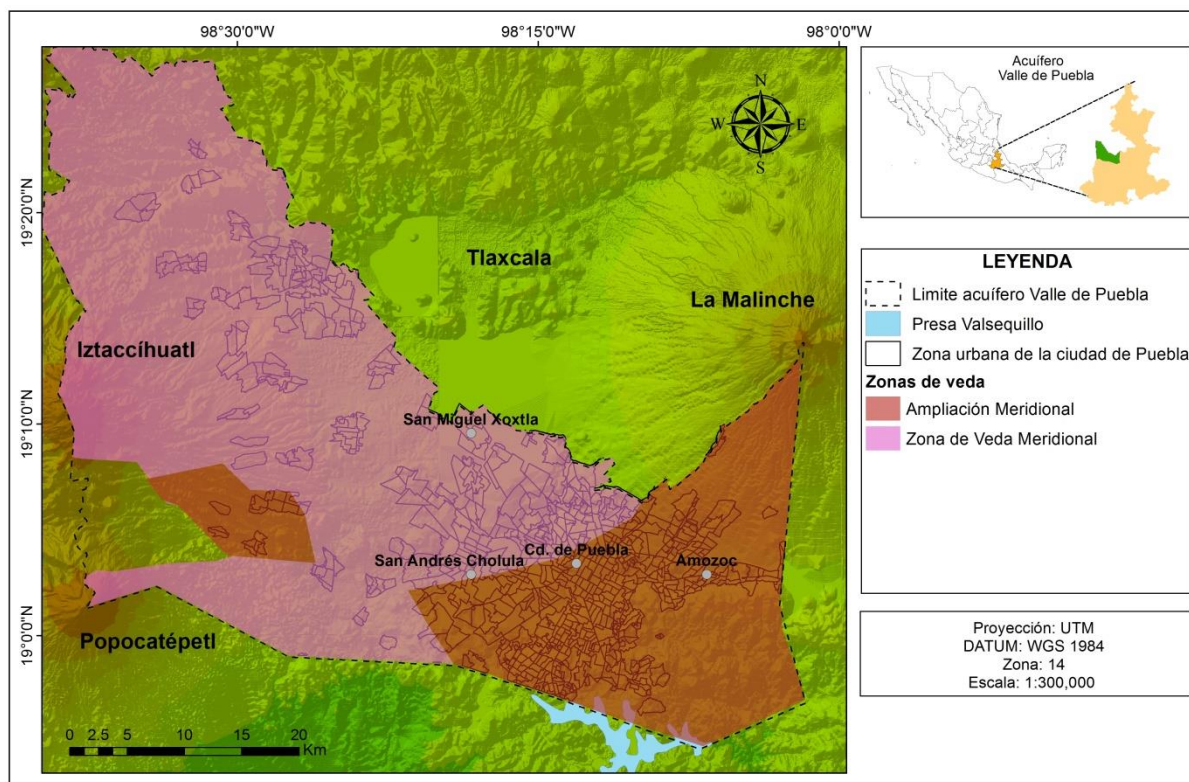 98°30'0"W
98°15'0"W
98°0'0"W
19°20'0"N
19°10'0"N
19°0'0"N
N
W
E
S
Tlaxcala
La Malinche
Iztaccíhuatl
San Miguel Xoxtla
Cd. de Puebla
San Andrés Cholula
Amozoc
Popocatépetl
0 2.5 5 10 15 20
Km
Acuífero
Valle de Puebla
LEYENDA
Limite acuífero Valle de Puebla
Presa Valsequillo
Zona urbana de la ciudad de Puebla
Zonas de veda
Ampliación Meridional
Zona de Veda Meridional
Proyección: UTM
DATUM: WGS 1984
Zona: 14
Escala: 1:300,000